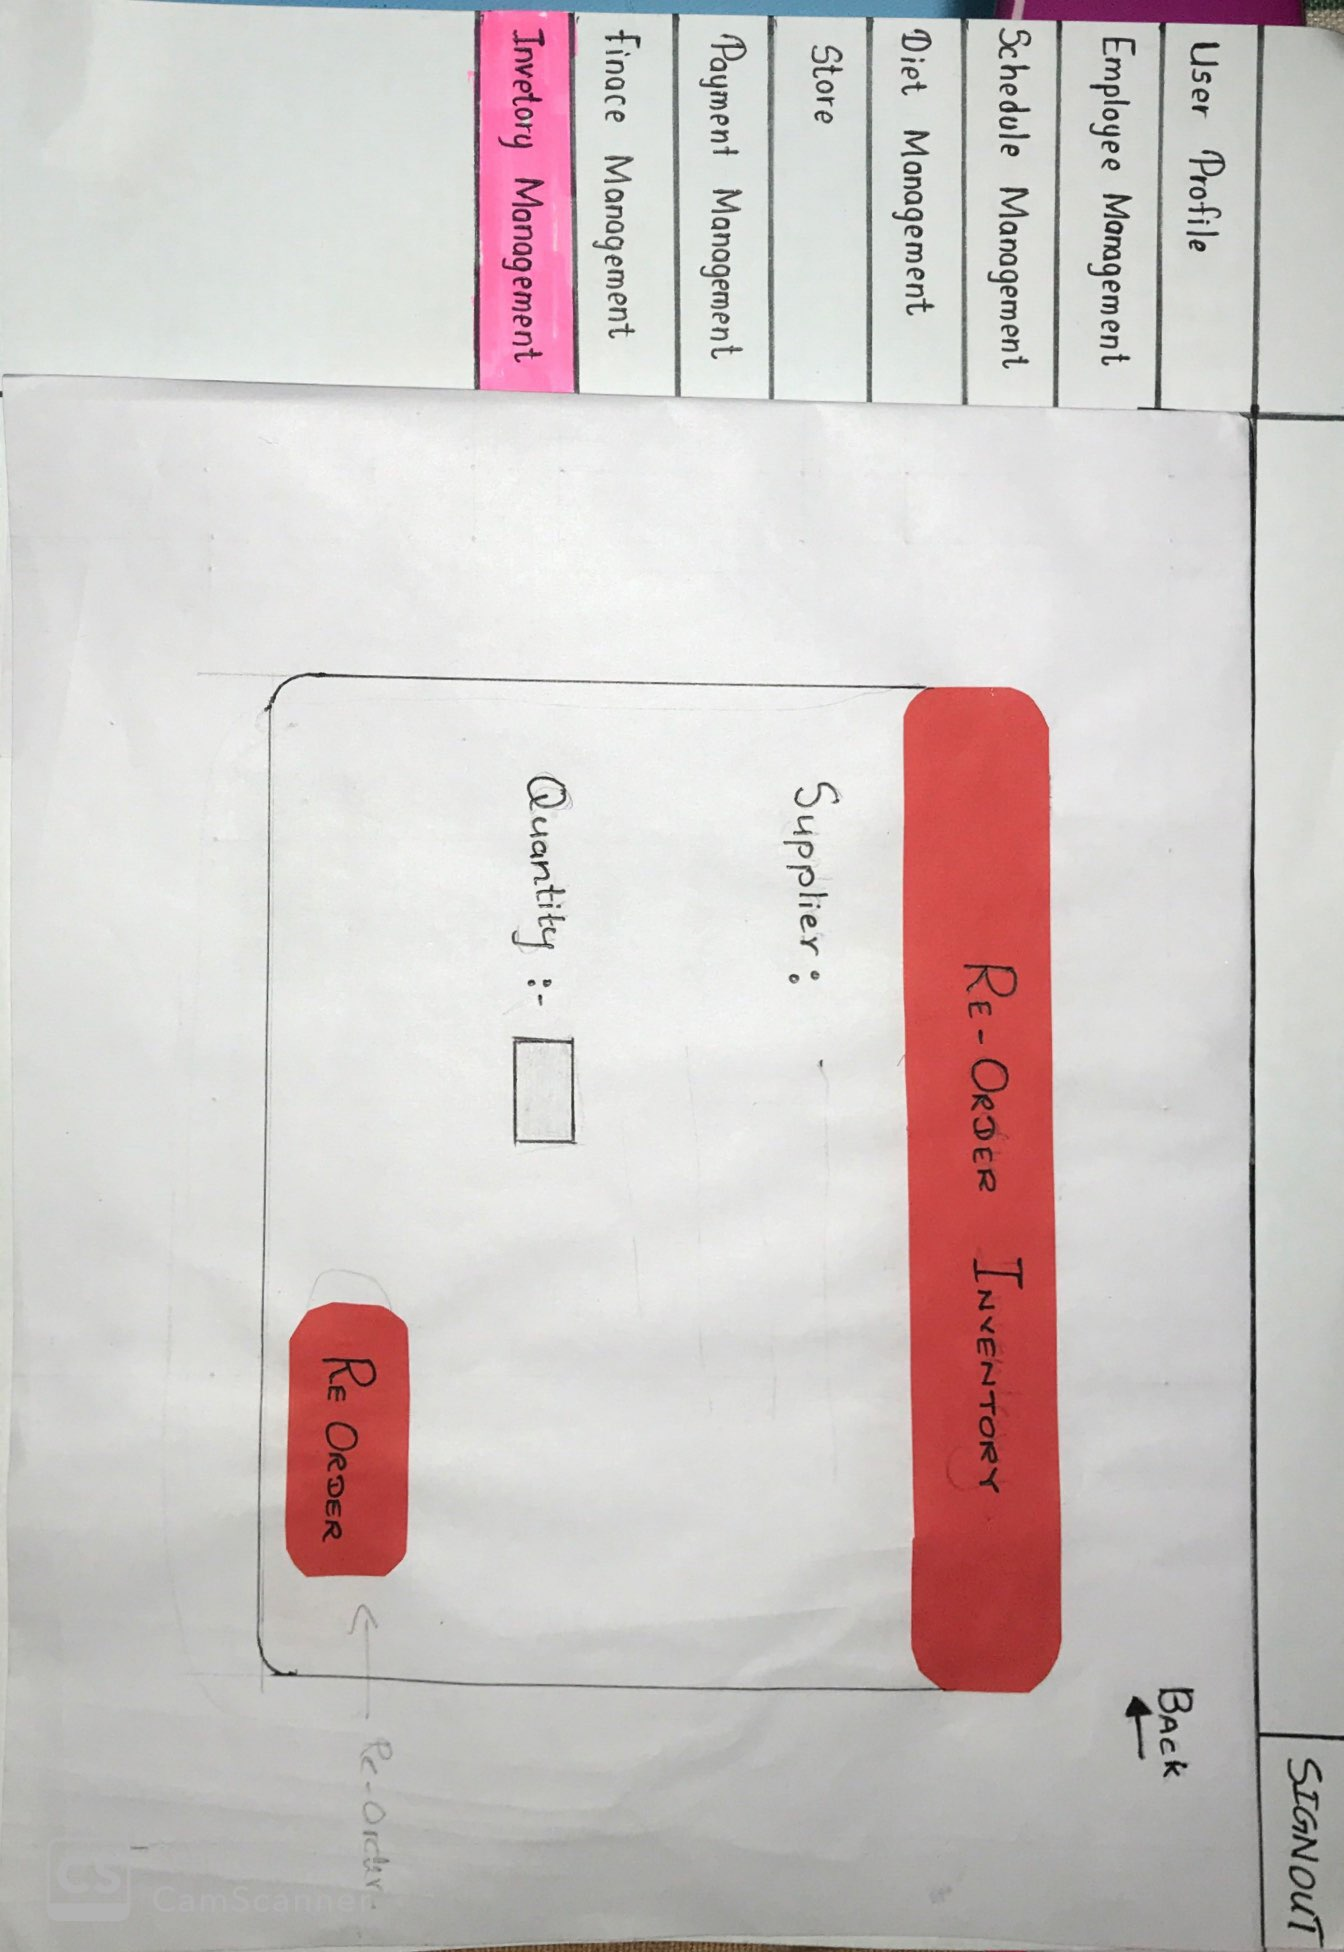 SIGNOUT
User Profile
Employee Management
Schedule Management
Diet Management
Store
Payment Management
Finace Management
Invetory Management
BACK
RE-ORDER INVENTORY
Supplier:
Quantity :-
RE ORDER
Re-Order
CS CamScanner